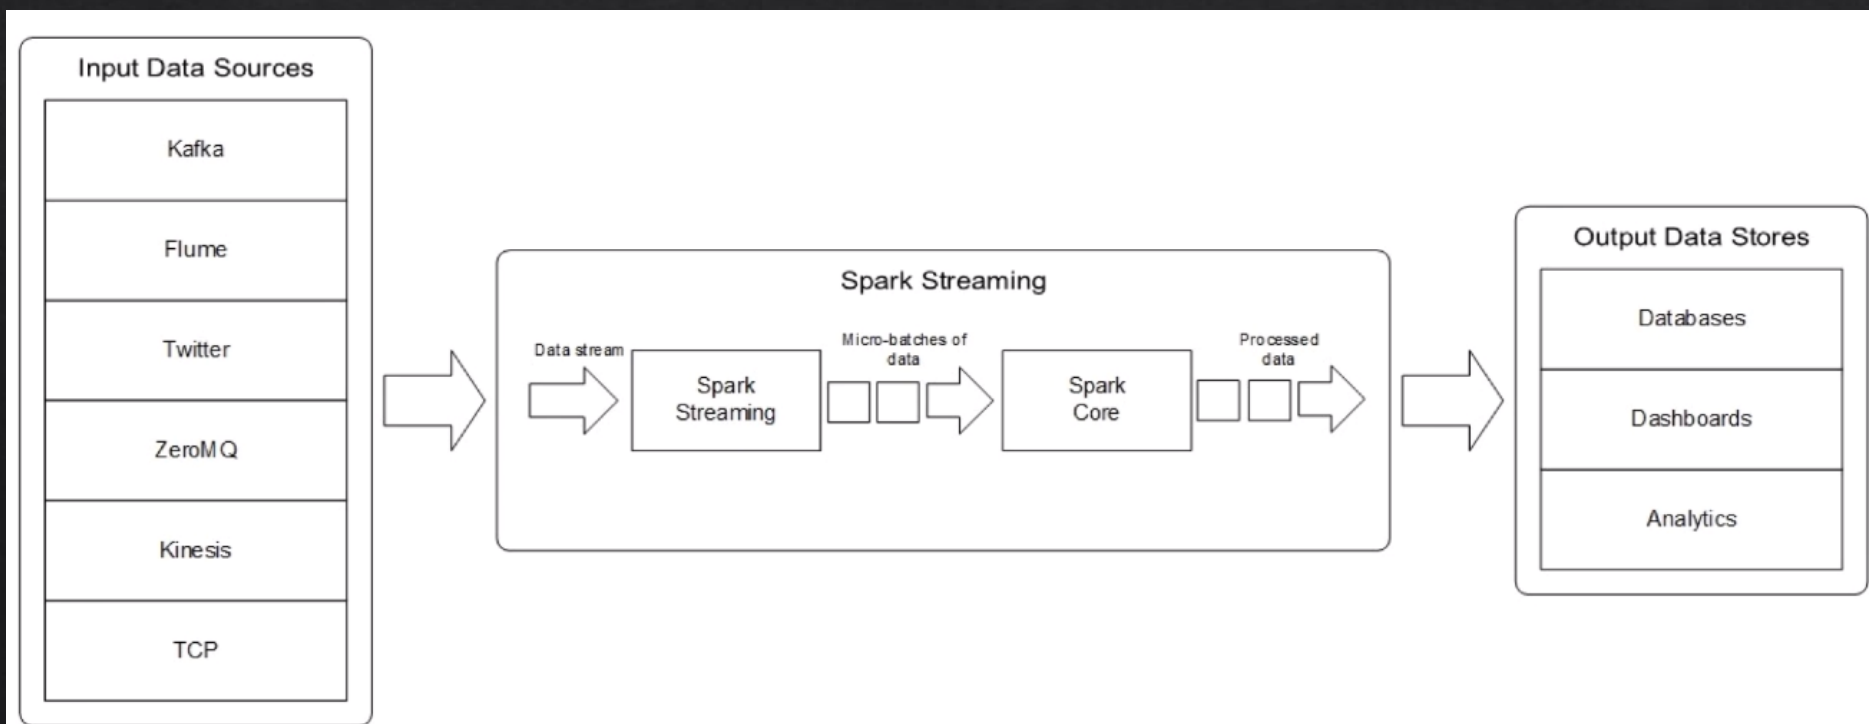 Input Data Sources
Kafka
Flume
Twitter
ZeroMQ
Kinesis
TCP
Spark Streaming
Data stream
Spark
Streaming
Micro-batches of
data
Spark
Core
Processed
data
Output Data Stores
Databases
Dashboards
Analytics